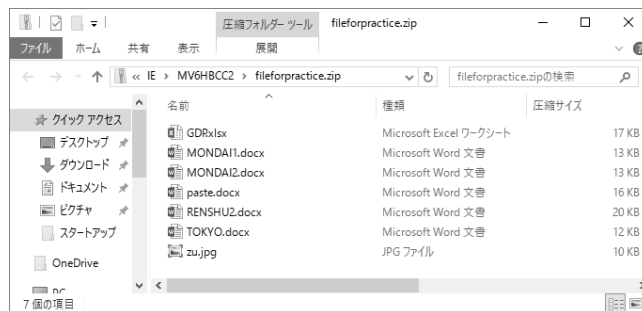 圧縮フォルダー ツール fileforpractice.zip
ファイル ホーム 共有 表示 展開
« IE > MV6HBCC2 > fileforpractice.zip fileforpractice.zipの検索
名前 種類 圧縮サイズ
クイック アクセス
デスクトップ
ダウンロード
ドキュメント
ピクチャ
スタートアップ
OneDrive
PC
GDP.xlsx Microsoft Excel ワークシート 17 KB
MONDAI1.docx Microsoft Word 文書 13 KB
MONDAI2.docx Microsoft Word 文書 13 KB
paste.docx Microsoft Word 文書 16 KB
RENSHU2.docx Microsoft Word 文書 20 KB
TOKYO.docx Microsoft Word 文書 12 KB
zu.jpg JPG ファイル 10 KB
7 個の項目